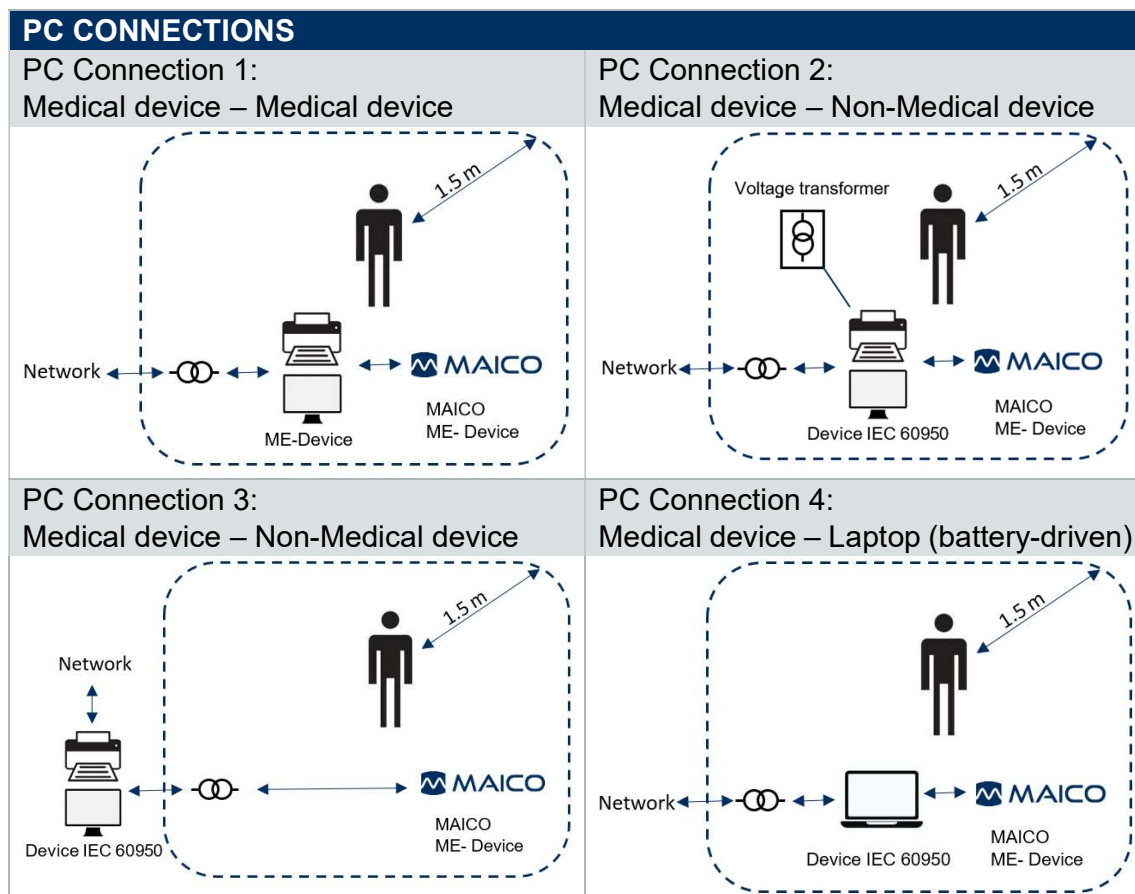 PC CONNECTIONS
PC Connection 1:
Medical device – Medical device
1.5 m
Network
MAICO
ME-Device
MAICO
ME- Device
PC Connection 2:
Medical device – Non-Medical device
Voltage transformer
1.5 m
Network
MAICO
Device IEC 60950
MAICO
ME- Device
PC Connection 3:
Medical device – Non-Medical device
1.5 m
Network
MAICO
Device IEC 60950
MAICO
ME- Device
PC Connection 4:
Medical device – Laptop (battery-driven)
1.5 m
Network
MAICO
Device IEC 60950
MAICO
ME- Device